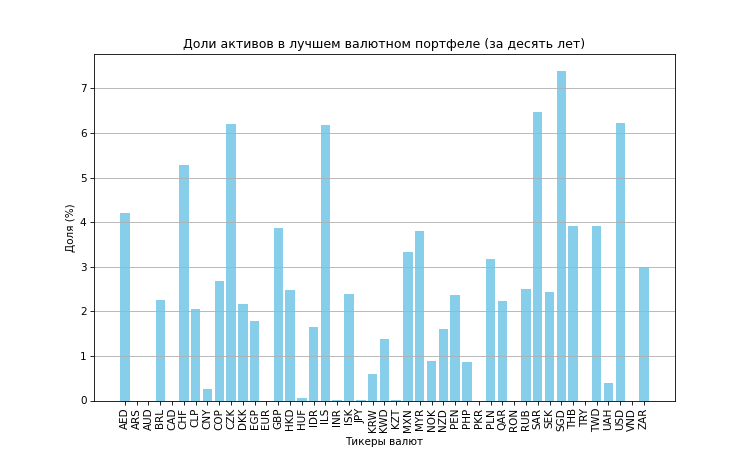 Доли активов в лучшем валютном портфеле (за десять лет)
Доля (%)
7
6
5
4
3
2
1
0
AED ARS AUD BRL CAD CHF CLP CNY COP CZK DKK EGP EUR GBP HKD HUF IDR ILS INR ISK JPY KRW KWD KZT MXN MYR NOK NZD PEN PHP PKR PLN QAR RON RUB SAR SEK SGD THB TRY TWD UAH USD VND ZAR
Тикеры валют